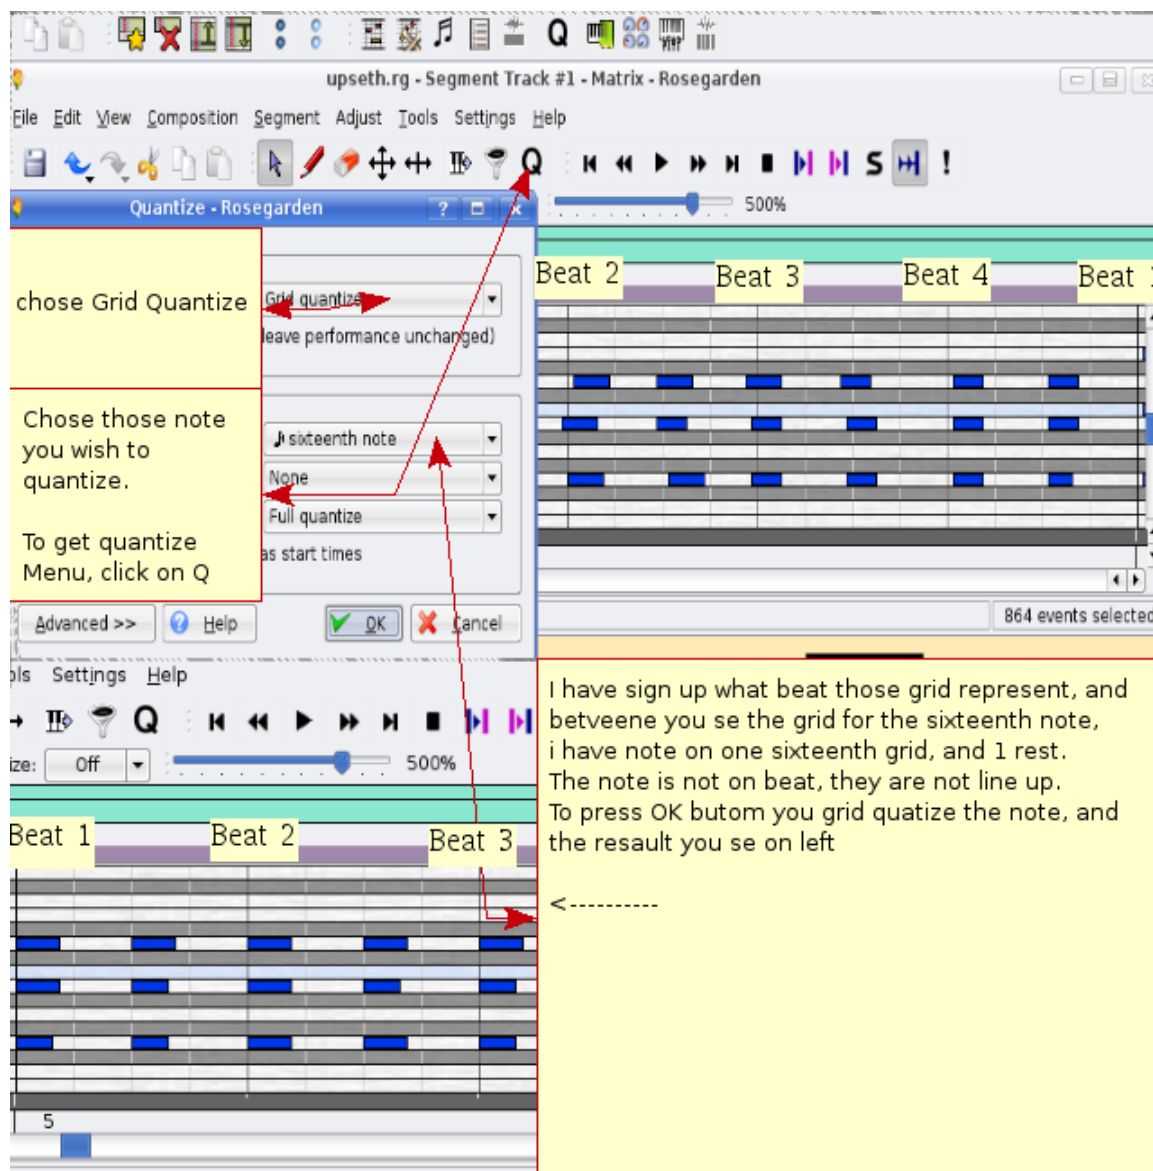 Q
upseth.rg - Segment Track #1 - Matrix - Rosegarden
File Edit View Composition Segment Adjust Tools Settings Help
Q S !
Quantize - Rosegarden ?
500%
chose Grid Quantize
Grid quantize
leave performance unchanged)
Beat 2 Beat 3 Beat 4 Beat
Chose those note
you wish to
quantize.
To get quantize
Menu, click on Q
sixteenth note
None
Full quantize
as start times
Advanced >> Help OK Cancel
864 events selected
ols Settings Help
Q
ize: Off 500%
Beat 1 Beat 2 Beat 3
5
I have sign up what beat those grid represent, and
betveene you se the grid for the sixteenth note,
i have note on one sixteenth grid, and 1 rest.
The note is not on beat, they are not line up.
To press OK butom you grid quatize the note, and
the resault you se on left
<----------